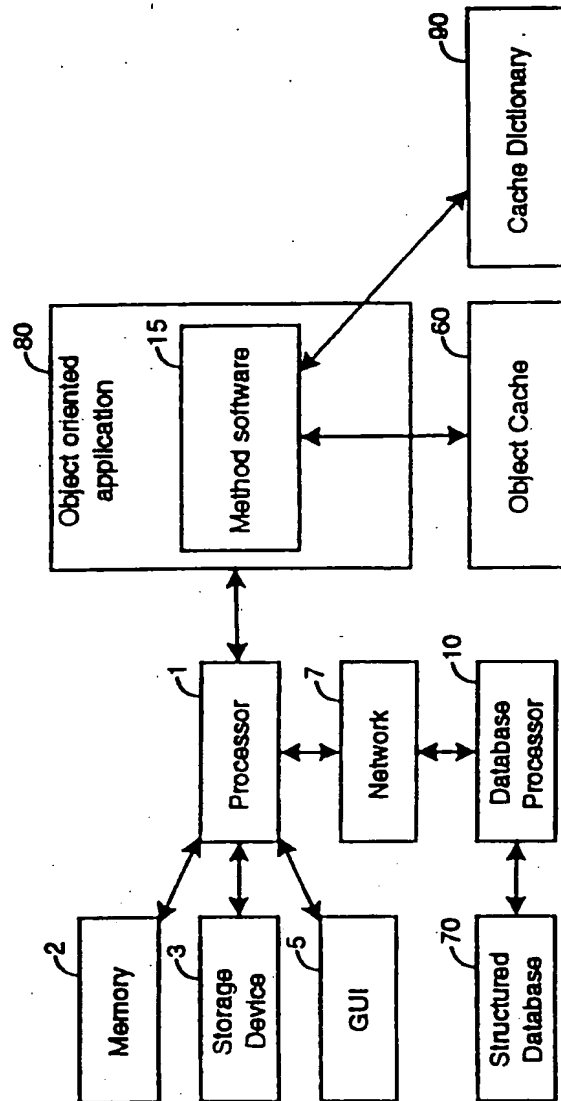 2
Memory
3
Storage
Device
5
GUI
1
Processor
7
Network
10
Database
Processor
70
Structured
Database
80
Object oriented
application
15
Method software
60
Object Cache
90
Cache Dictionary